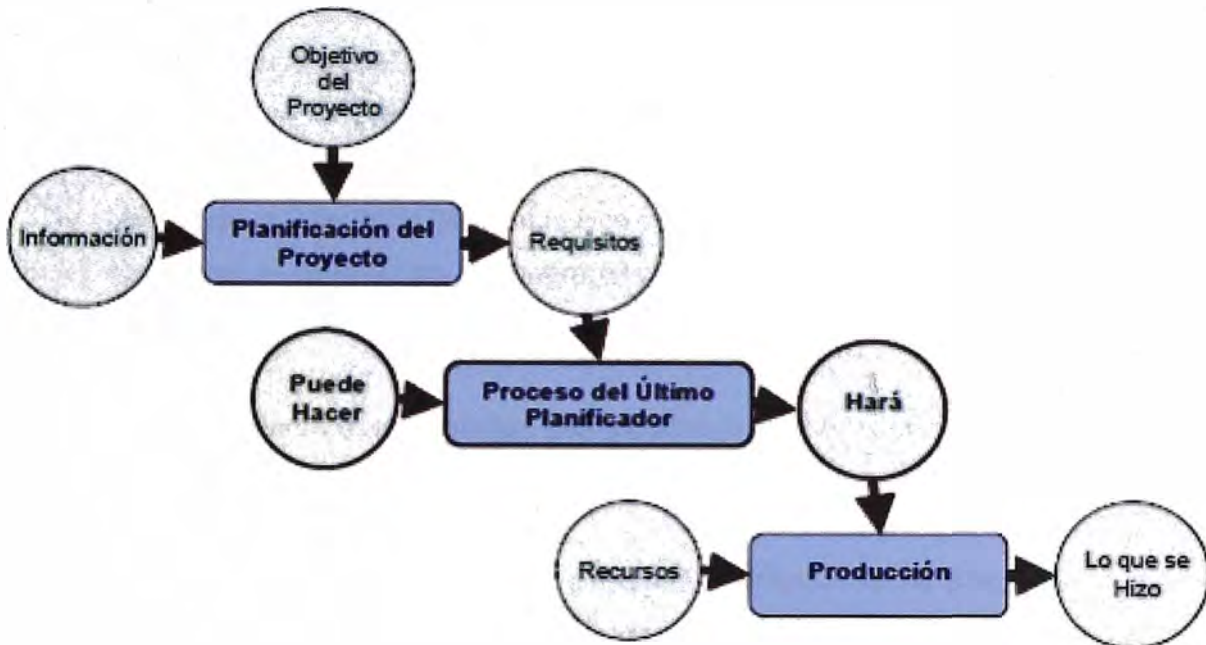 Objetivo
del
Proyecto
Información
Planificación del
Proyecto
Requisitos
Puede
Hacer
Proceso del Último
Planificador
Hará
Recursos
Producción
Lo que se
Hizo